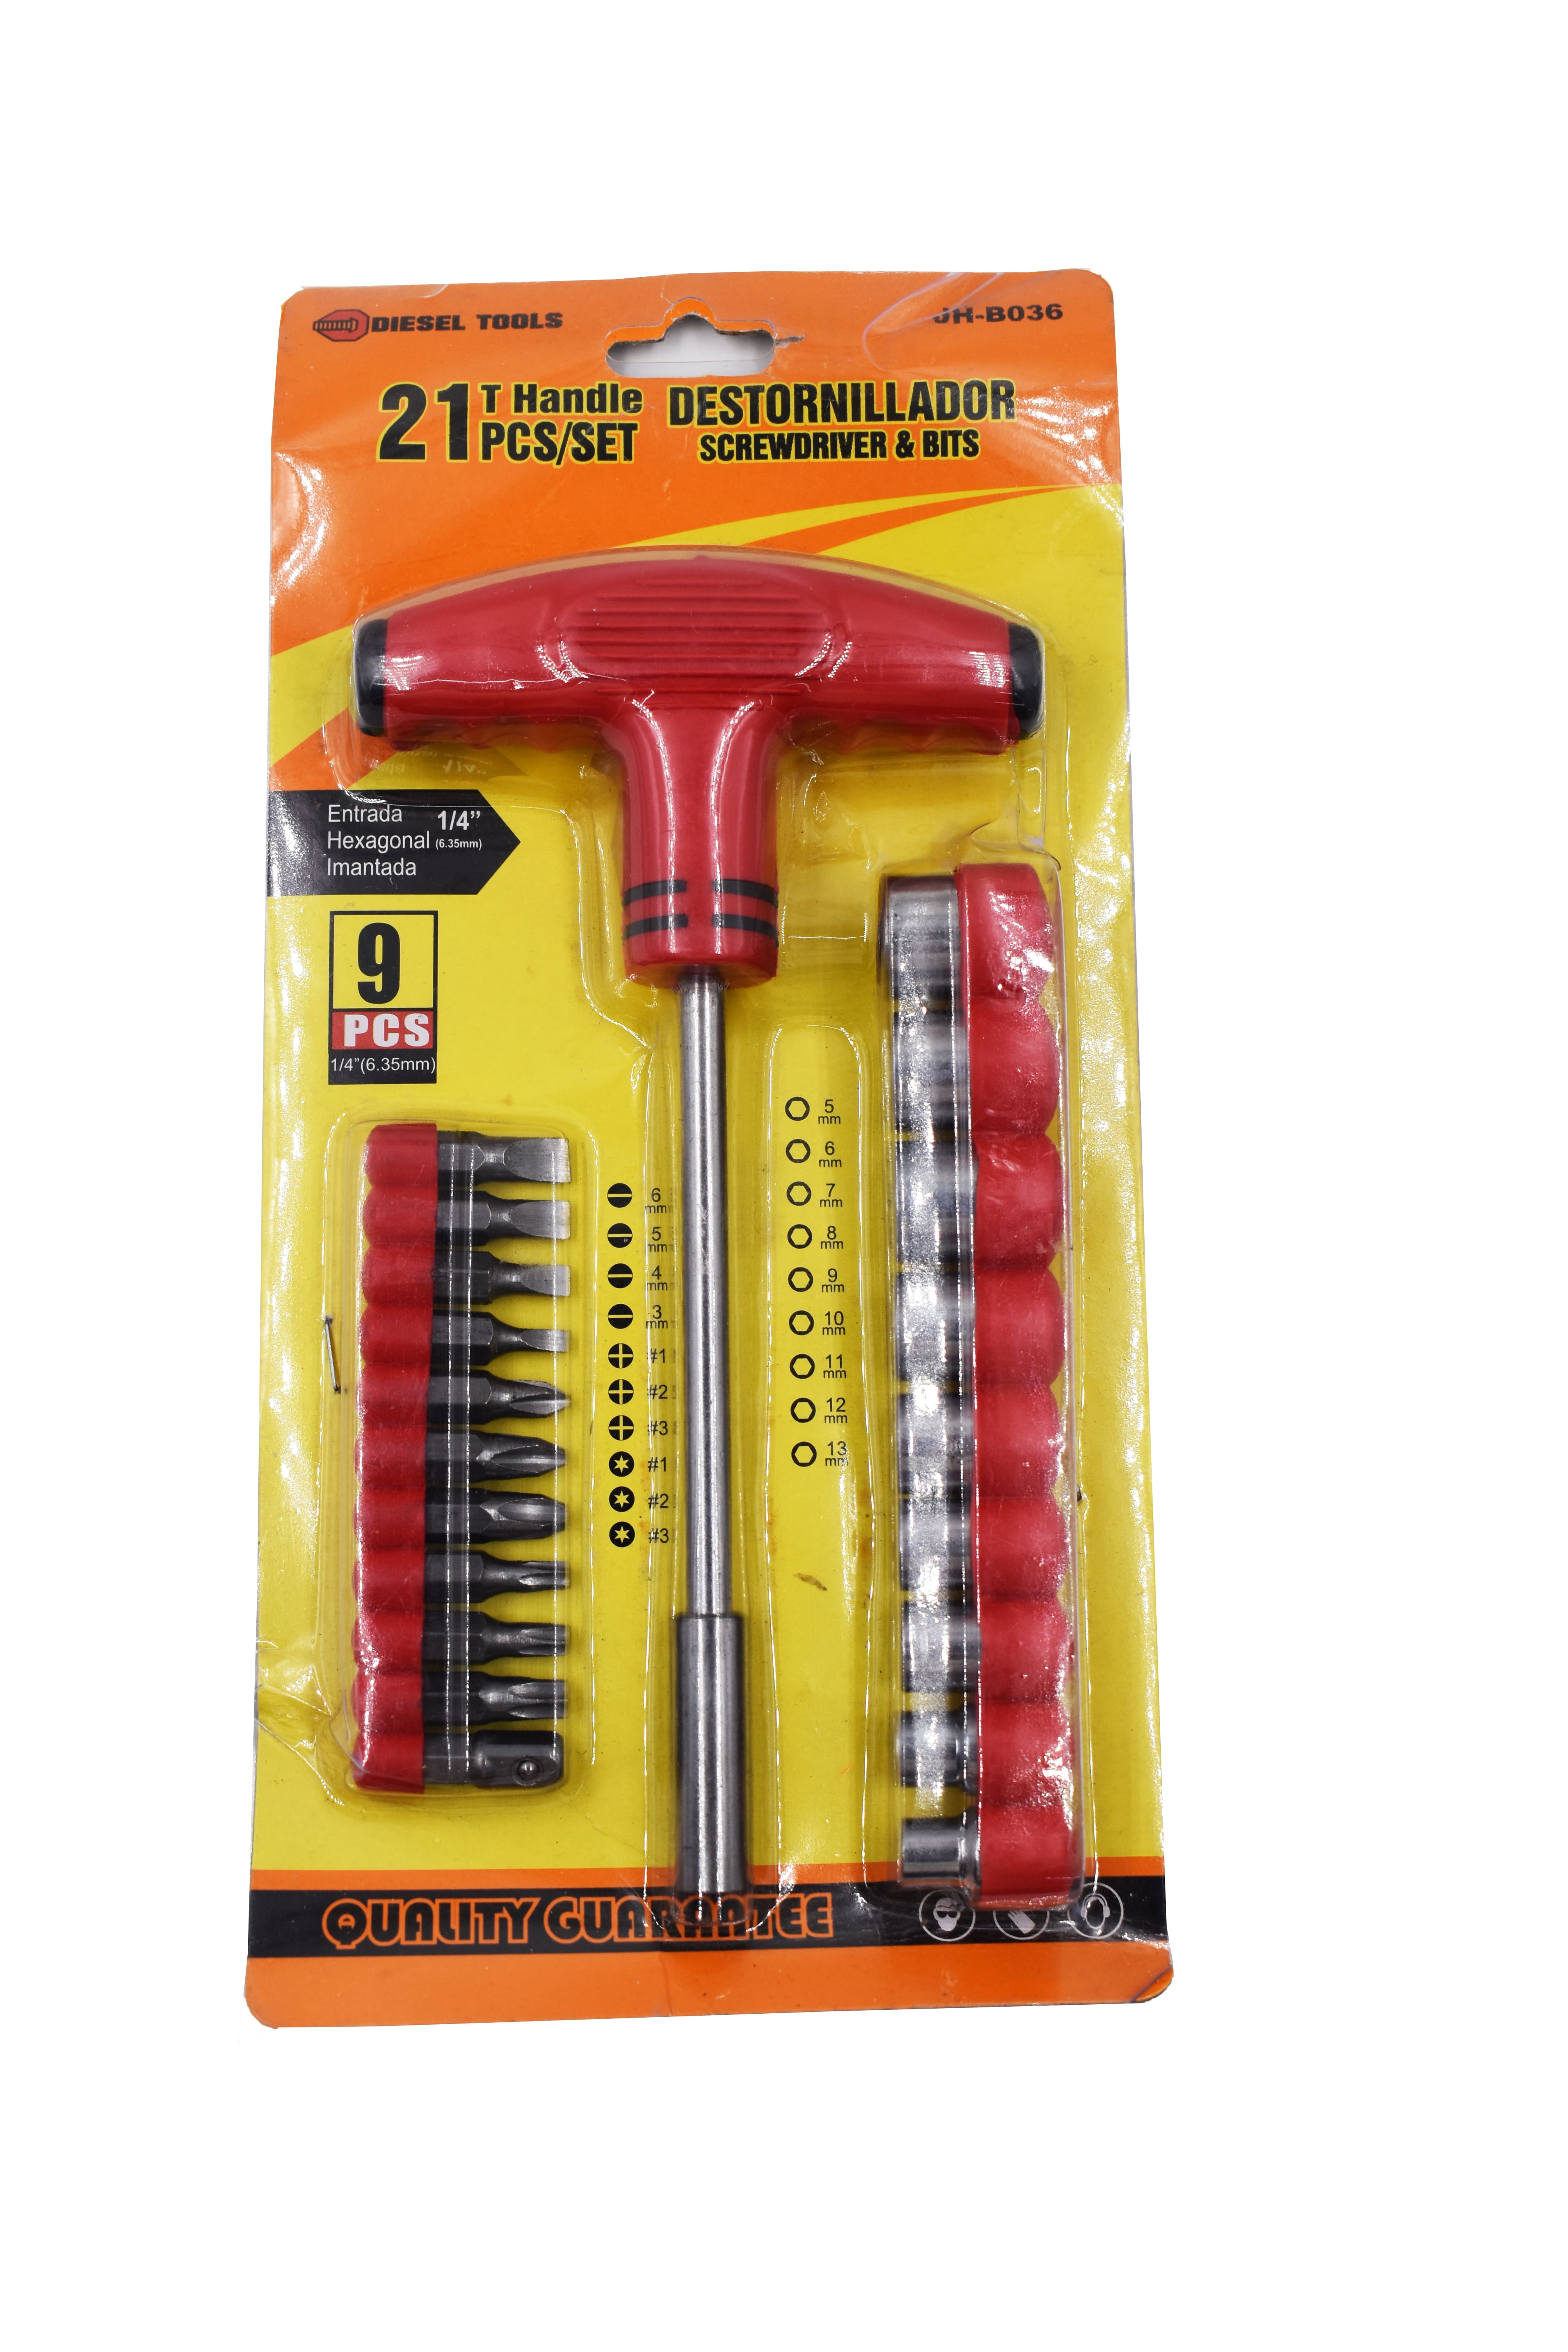 DIESEL TOOLS
JH-B036
21 T Handle
PCS/SET
DESTORNILLADOR
SCREWDRIVER & BITS
Entrada
Hexagonal
Imantada
1/4”
(6.35mm)
9
PCS
1/4”(6.35mm)
6
mm
5
mm
4
mm
3
mm
#1
#2
#3
#1
#2
#3
5
mm
6
mm
7
mm
8
mm
9
mm
10
mm
11
mm
12
mm
13
mm
QUALITY GUARANTEE